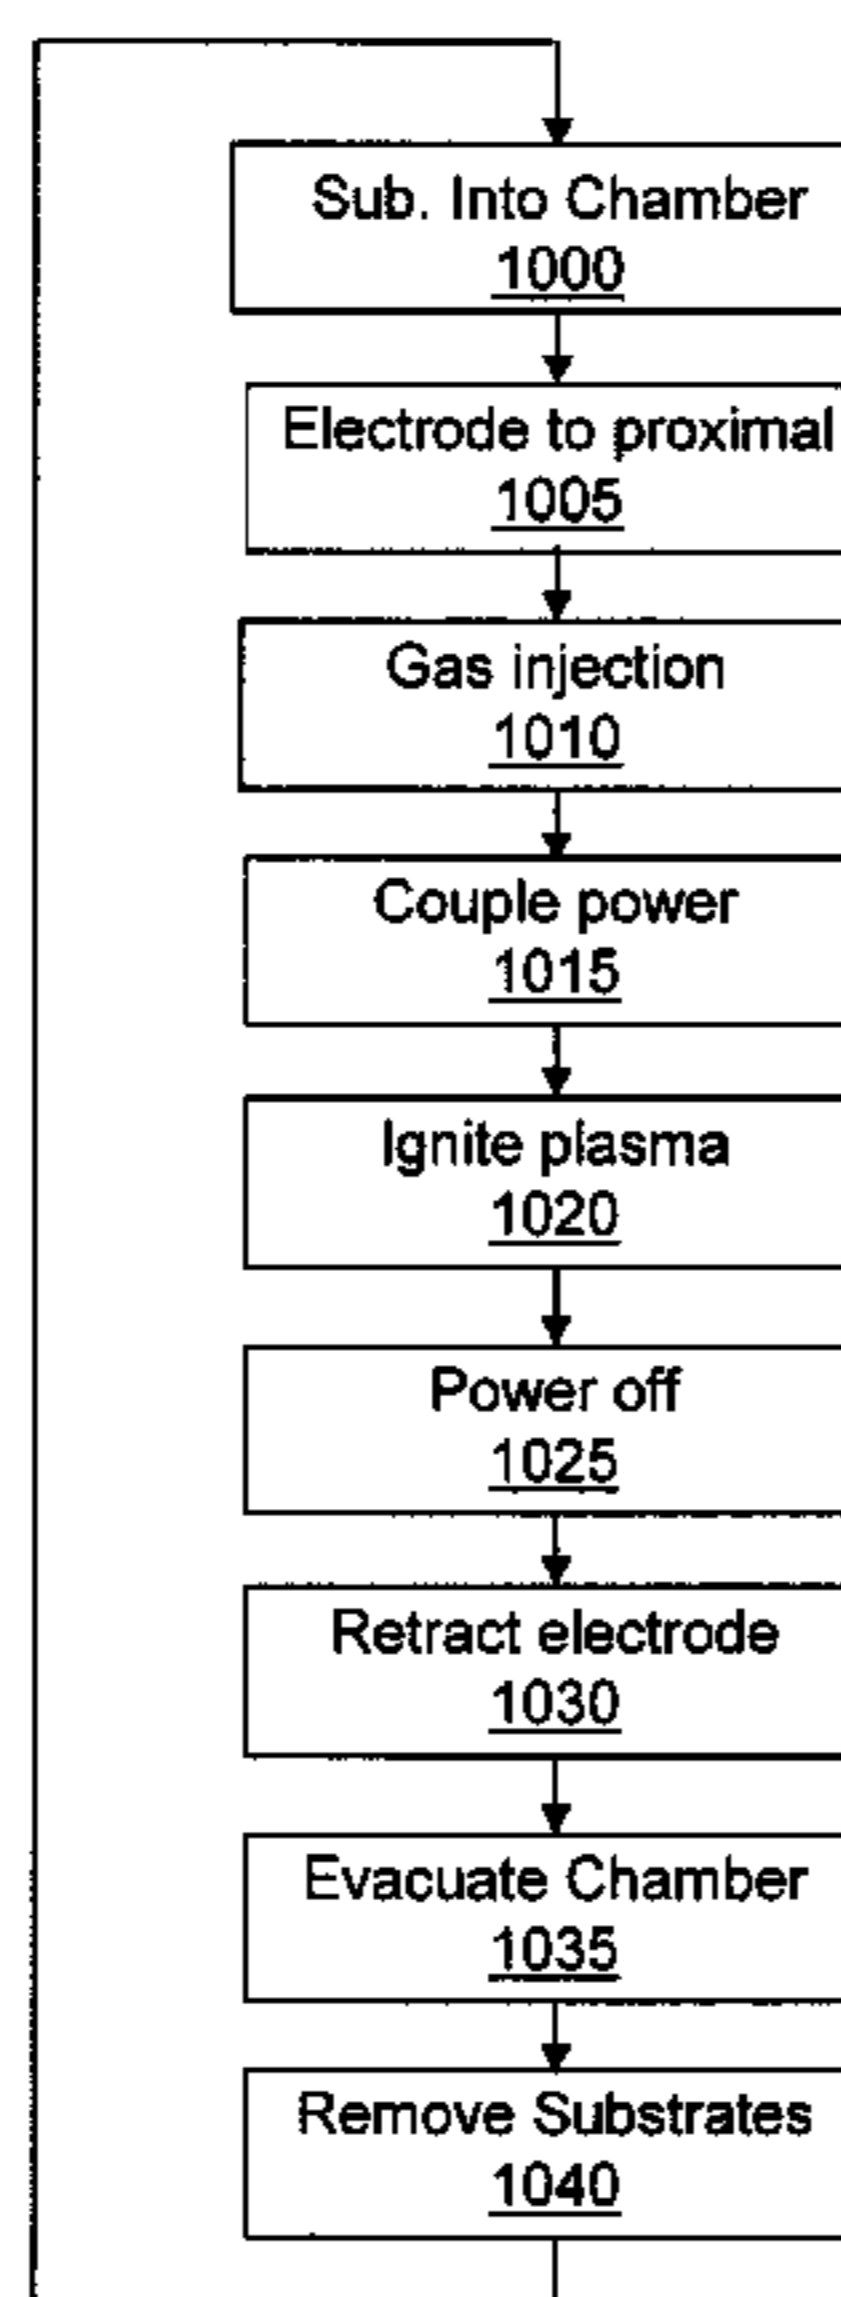 Sub. Into Chamber
1000
Electrode to proximal
1005
Gas injection
1010
Couple power
1015
Ignite plasma
1020
Power off
1025
Retract electrode
1030
Evacuate Chamber
1035
Remove Substrates
1040